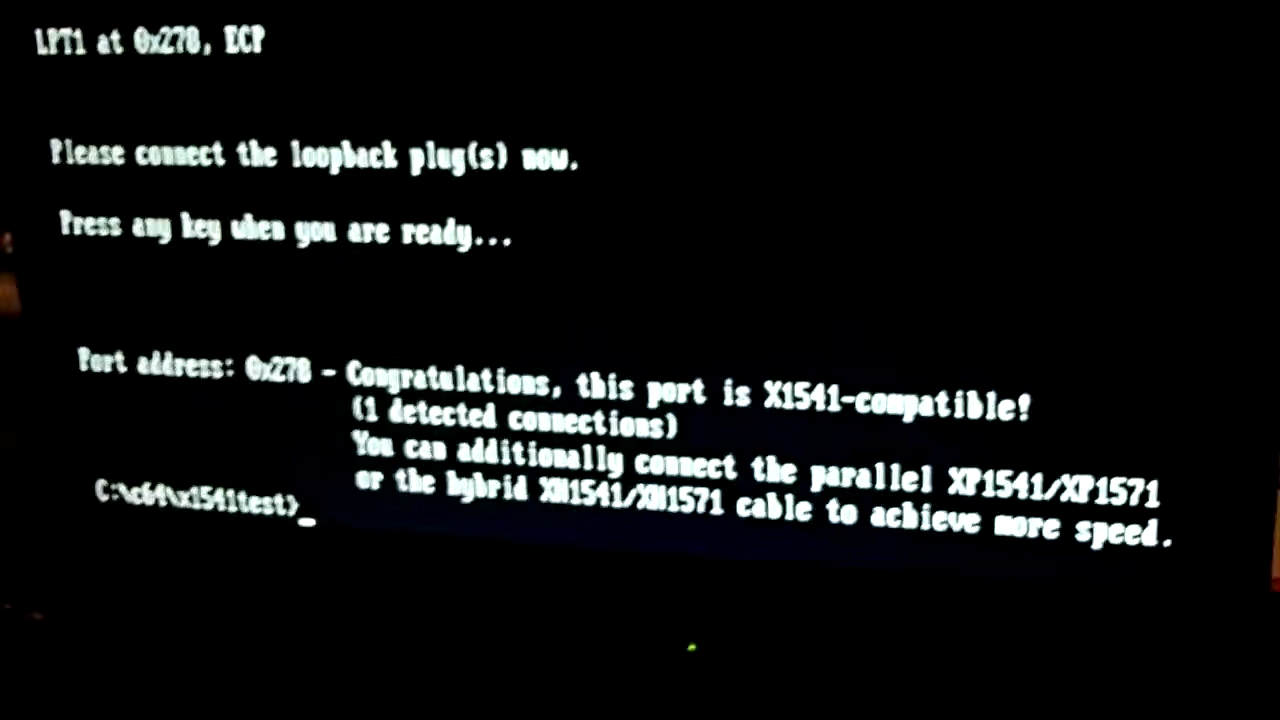 LPT1 at 0x278, ECP
Please connect the loopback plug(s) now.
Press any key when you are ready...
Port address: 0x278 - Congratulations, this port is X1541-compatible!
(1 detected connections)
You can additionally connect the parallel XP1541/XP1571
or the hybrid XH1541/XH1571 cable to achieve more speed.
C:\c64\x1541test>_